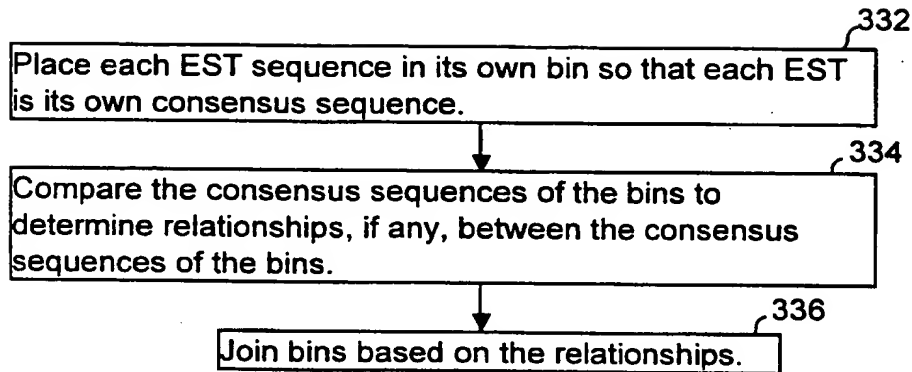 332
Place each EST sequence in its own bin so that each EST
is its own consensus sequence.
334
Compare the consensus sequences of the bins to
determine relationships, if any, between the consensus
sequences of the bins.
336
Join bins based on the relationships.